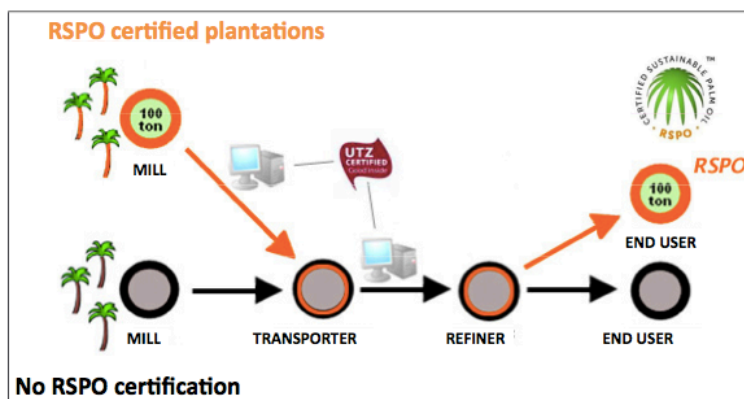 RSPO certified plantations
100
ton
MILL
UTZ
CERTIFIED
Good inside
CERTIFIED SUSTAINABLE PALM OIL
TM
· RSPO ·
RSPO
100
ton
END USER
MILL
TRANSPORTER
REFINER
END USER
No RSPO certification